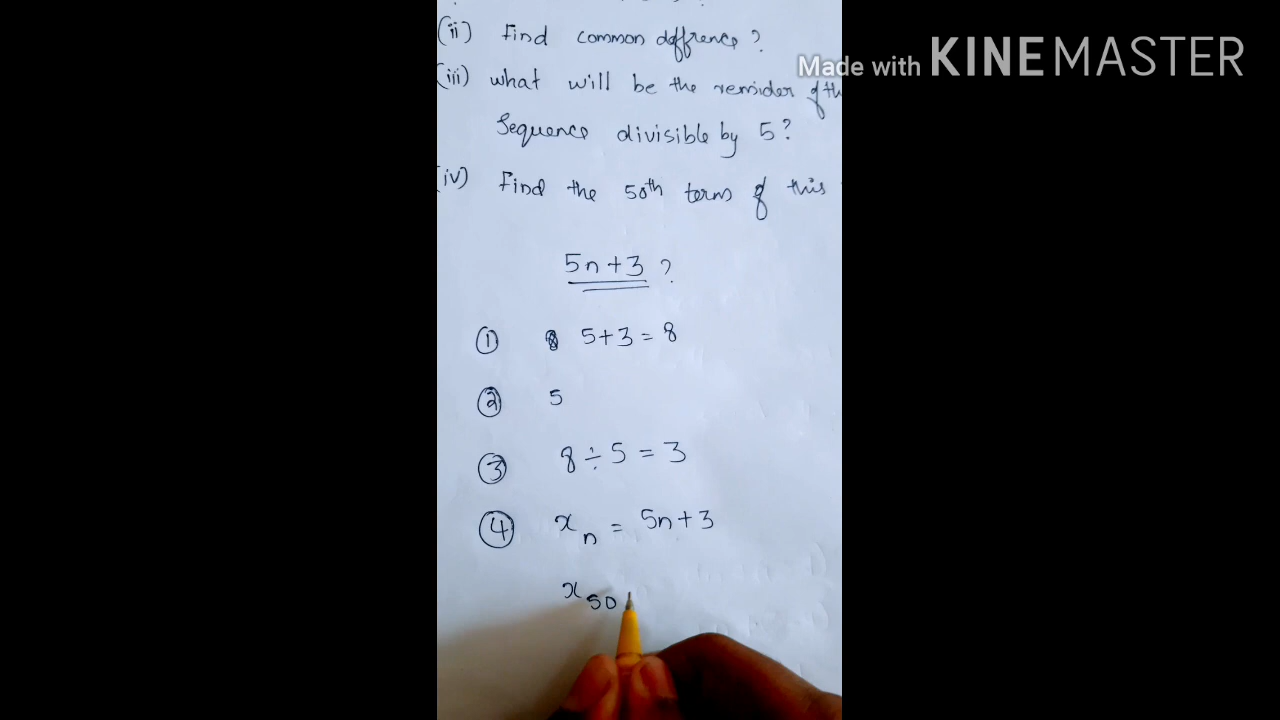 Made with KINEMASTER
(ii) Find common diffrence?
(iii) what will be the remider of th
sequence divisible by 5?
(iv) Find the 50th term of this
5n+3 ?
① 5+3=8
② 5
③ 8÷5=3
④ xₙ = 5n+3
x₅₀